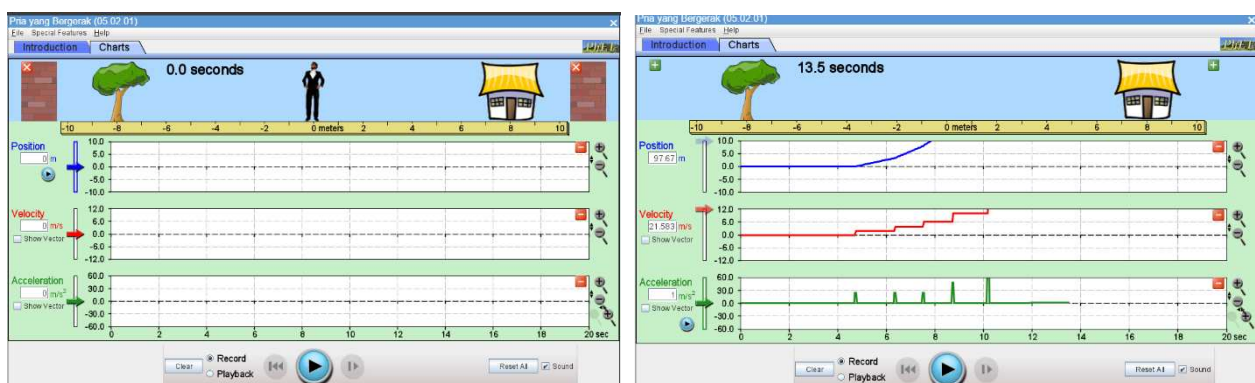 Pria yang Bergerak (05.02.01)
File Special Features Help
Introduction Charts
0.0 seconds
-10 -8 -6 -4 -2 0 meters 2 4 6 8 10
Position
0 m
10.0
5.0
0.0
-5.0
-10.0
Velocity
0 m/s
Show Vector
12.0
6.0
0.0
-6.0
-12.0
Acceleration
0 m/s²
Show Vector
60.0
30.0
0.0
-30.0
-60.0
0 2 4 6 8 10 12 14 16 18 20 sec
Clear
Record
Playback
Reset All
Sound
Pria yang Bergerak (05.02.01)
File Special Features Help
Introduction Charts
13.5 seconds
-10 -8 -6 -4 -2 0 meters 2 4 6 8 10
Position
97.67 m
10.0
5.0
0.0
-5.0
-10.0
Velocity
21.583 m/s
Show Vector
12.0
6.0
0.0
-6.0
-12.0
Acceleration
1 m/s²
Show Vector
60.0
30.0
0.0
-30.0
-60.0
0 2 4 6 8 10 12 14 16 18 20 sec
Clear
Record
Playback
Reset All
Sound